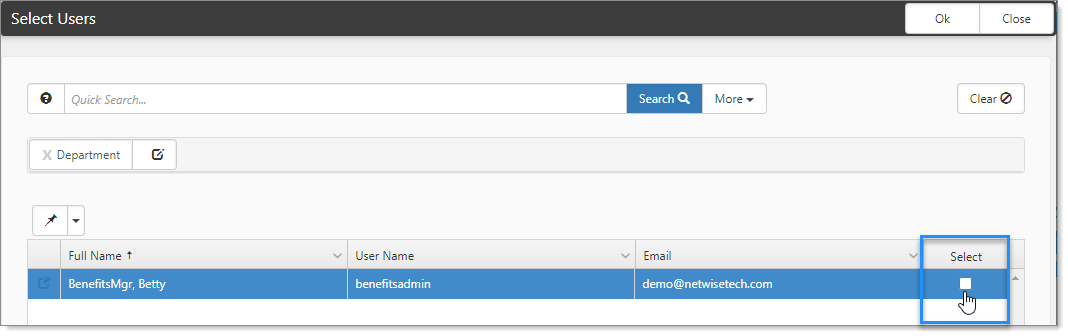 Select Users
Ok
Close
Quick Search...
Search
More
Clear
X Department
Full Name ↑
User Name
Email
Select
BenefitsMgr, Betty
benefitsadmin
demo@netwisetech.com